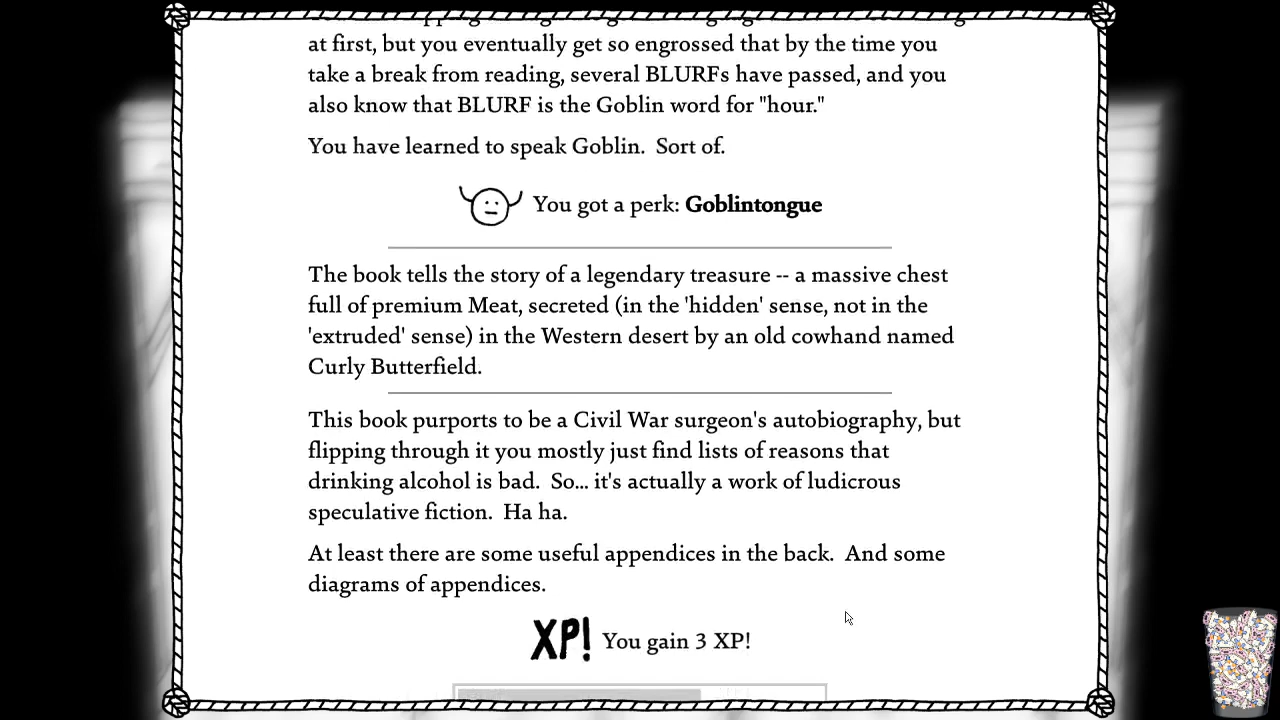 at first, but you eventually get so engrossed that by the time you
take a break from reading, several BLURFs have passed, and you
also know that BLURF is the Goblin word for "hour."
You have learned to speak Goblin.  Sort of.
You got a perk: Goblintongue
The book tells the story of a legendary treasure -- a massive chest
full of premium Meat, secreted (in the 'hidden' sense, not in the
'extruded' sense) in the Western desert by an old cowhand named
Curly Butterfield.
This book purports to be a Civil War surgeon's autobiography, but
flipping through it you mostly just find lists of reasons that
drinking alcohol is bad.  So... it's actually a work of ludicrous
speculative fiction.  Ha ha.
At least there are some useful appendices in the back.  And some
diagrams of appendices.
XP! You gain 3 XP!